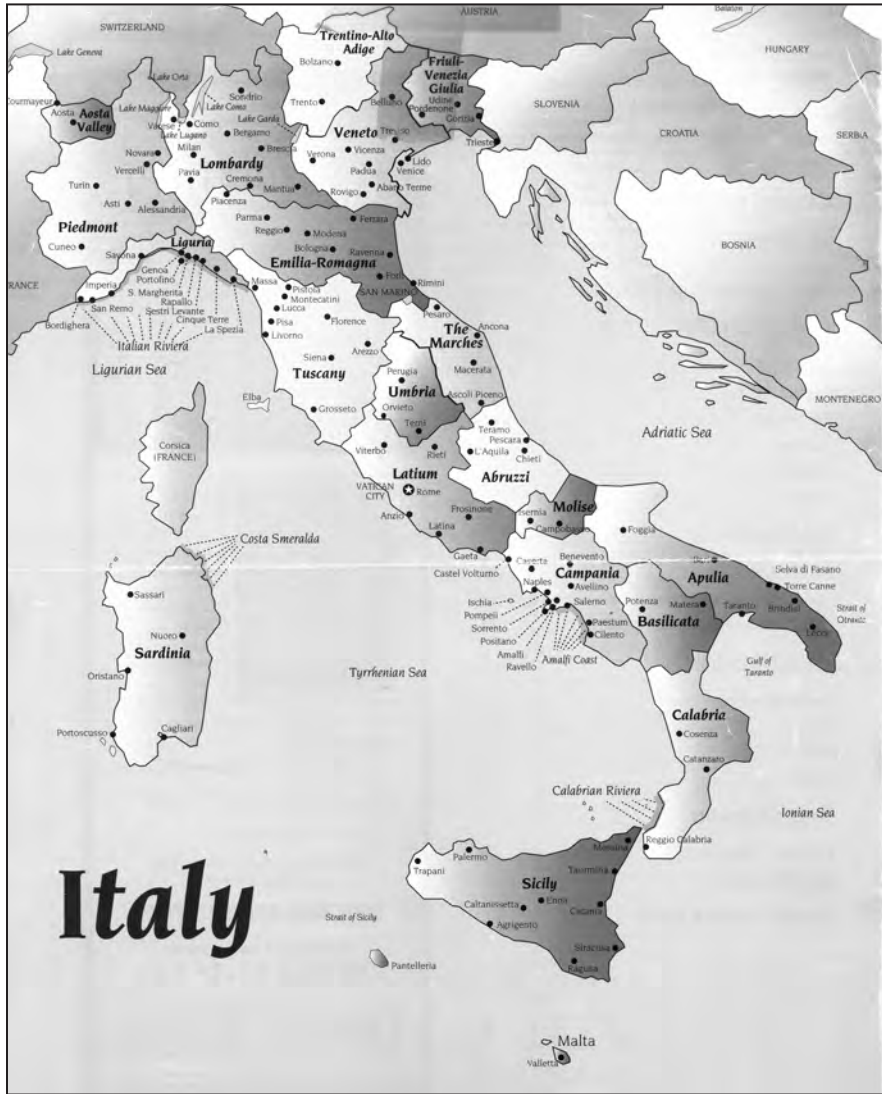 SWITZERLAND
AUSTRIA
HUNGARY
Balaton
Lake Geneva
Lake Orta
Trentino-Alto
Adige
Bolzano
Friuli-
Venezia
Giulia
Udine
Pordenone
Gorizia
SLOVENIA
CROATIA
SERBIA
Courmayeur
Aosta
Aosta
Valley
Lake Maggiore
Sondrio
Lake Como
Trento
Belluno
Varese
Como
Lake Lugano
Lake Garda
Bergamo
Veneto
Treviso
Trieste
Novara
Milan
Brescia
Verona
Vicenza
Lido
Venice
Vercelli
Lombardy
Padua
Turin
Pavia
Cremona
Mantua
Rovigo
Abano Terme
Asti
Alessandria
Piacenza
Piedmont
Parma
Ferrara
Cuneo
Liguria
Reggio
Modena
BOSNIA
Savona
Bologna
Ravenna
Emilia-Romagna
Genoa
Portofino
Forli
FRANCE
Imperia
S. Margherita
Massa
Pistoia
SAN MARINO
Rimini
Rapallo
Montecatini
Pesaro
San Remo
Sestri Levante
Lucca
Bordighera
Cinque Terre
Pisa
Florence
The
Marches
Ancona
La Spezia
Livorno
Italian Riviera
Arezzo
Siena
Macerata
Ligurian Sea
Tuscany
Perugia
Umbria
Ascoli Piceno
MONTENEGRO
Elba
Grosseto
Orvieto
Terni
Teramo
Adriatic Sea
Corsica
(FRANCE)
Viterbo
Rieti
Pescara
L'Aquila
Chieti
Latium
Abruzzi
VATICAN
CITY
Rome
Isernia
Molise
Anzio
Frosinone
Campobasso
Foggia
Latina
Costa Smeralda
Gaeta
Benevento
Castel Volturno
Caserta
Campania
Bari
Apulia
Selva di Fasano
Torre Canne
Sassari
Naples
Avellino
Ischia
Salerno
Potenza
Matera
Taranto
Brindisi
Strait of
Otranto
Pompeii
Sorrento
Paestum
Basilicata
Lecce
Nuoro
Positano
Cilento
Sardinia
Amalfi
Ravello
Amalfi Coast
Oristano
Tyrrhenian Sea
Gulf of
Taranto
Portoscusso
Cagliari
Calabria
Cosenza
Catanzaro
Calabrian Riviera
Ionian Sea
Messina
Reggio Calabria
Palermo
Trapani
Taormina
Sicily
Enna
Caltanissetta
Catania
Italy
Strait of Sicily
Agrigento
Siracusa
Pantelleria
Ragusa
Malta
Valletta